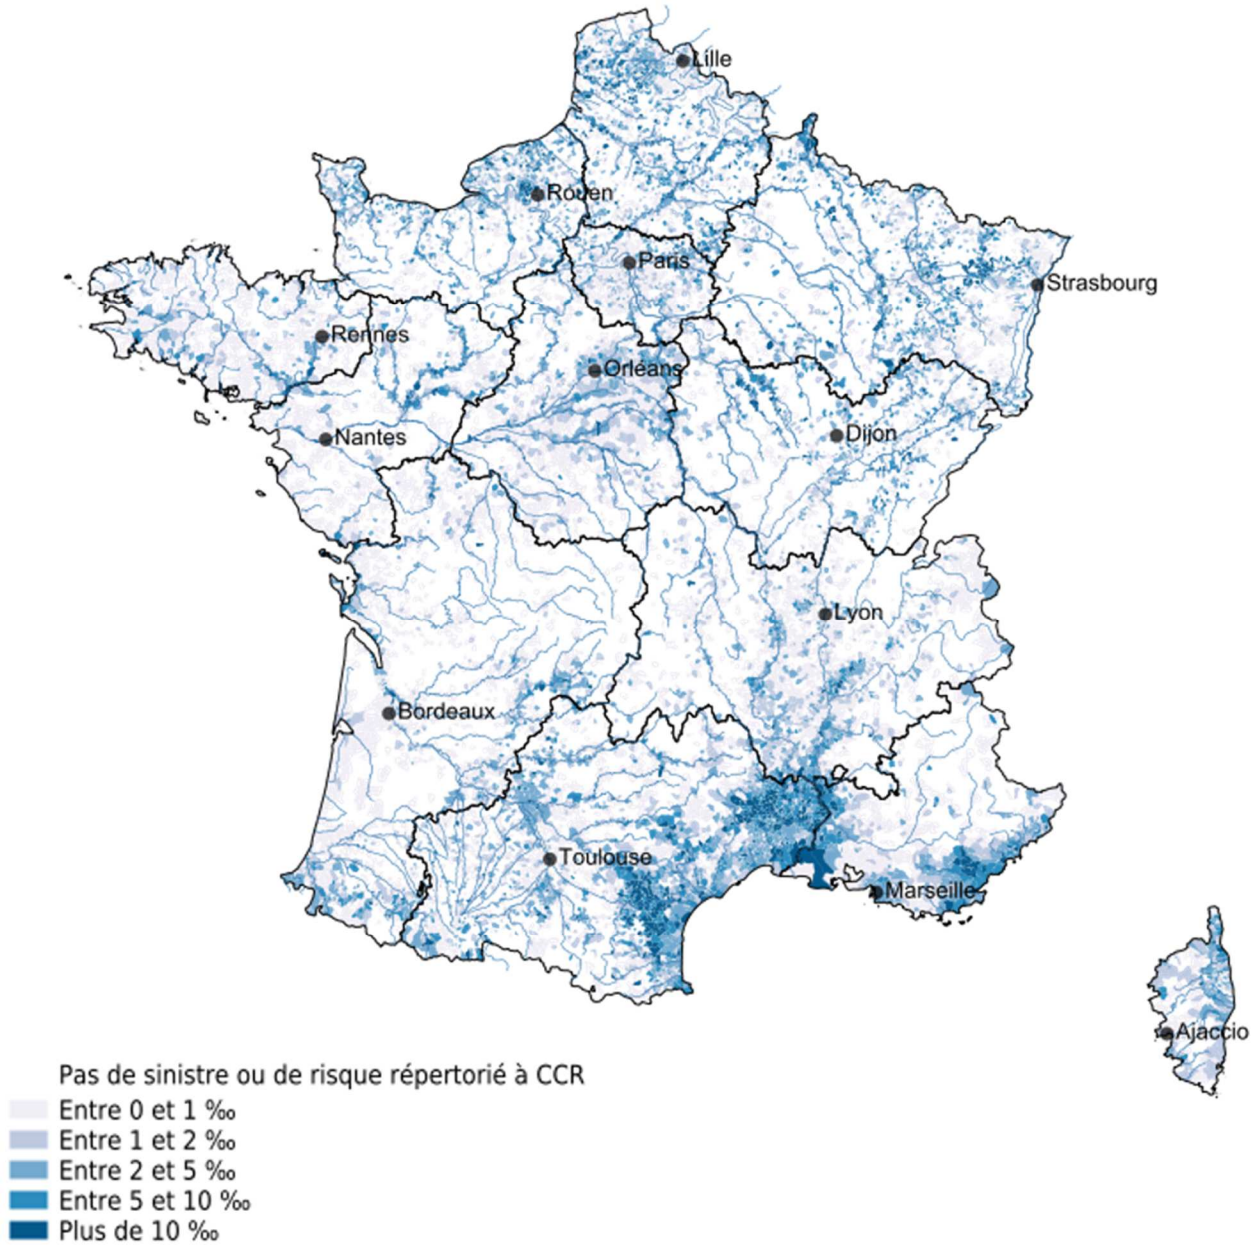 Lille
Rouen
Paris
Strasbourg
Rennes
Orléans
Nantes
Dijon
Lyon
Bordeaux
Toulouse
Marseille
Ajaccio
Pas de sinistre ou de risque répertorié à CCR
Entre 0 et 1 ‰
Entre 1 et 2 ‰
Entre 2 et 5 ‰
Entre 5 et 10 ‰
Plus de 10 ‰